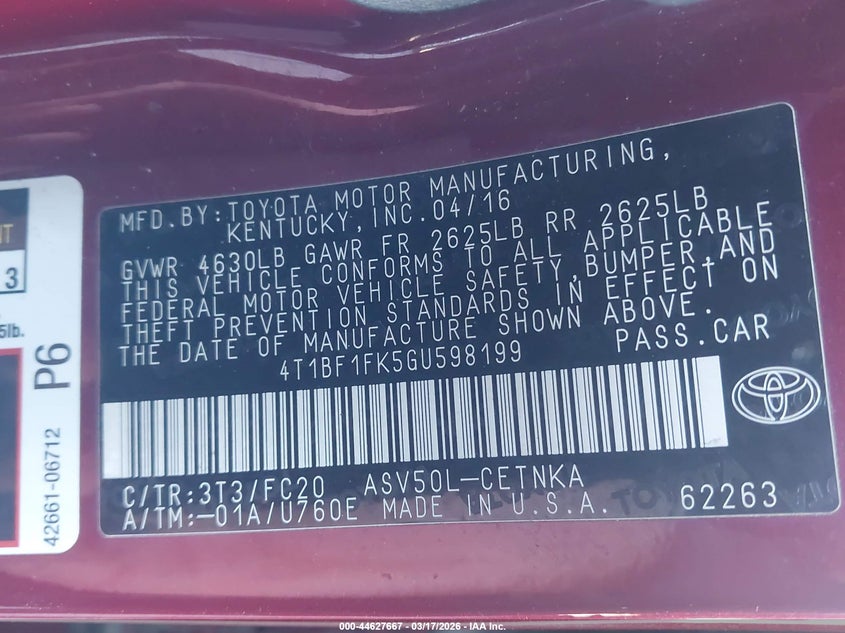 MFD.BY:TOYOTA MOTOR MANUFACTURING,
KENTUCKY,INC.04/16
GVWR 4630LB GAWR FR 2625LB RR 2625LB
THIS VEHICLE CONFORMS TO ALL APPLICABLE
FEDERAL MOTOR VEHICLE SAFETY,BUMPER,AND
THEFT PREVENTION STANDARDS IN EFFECT ON
THE DATE OF MANUFACTURE SHOWN ABOVE.
4T1BF1FK5GU598199 PASS.CAR
C/TR:3T3/FC20 ASV50L-CETNKA
A/TM:-01A/U760E MADE IN U.S.A. 62263
3
5lb.
P6
42661-06712
000-44627667 - 03/17/2026 - IAA Inc.